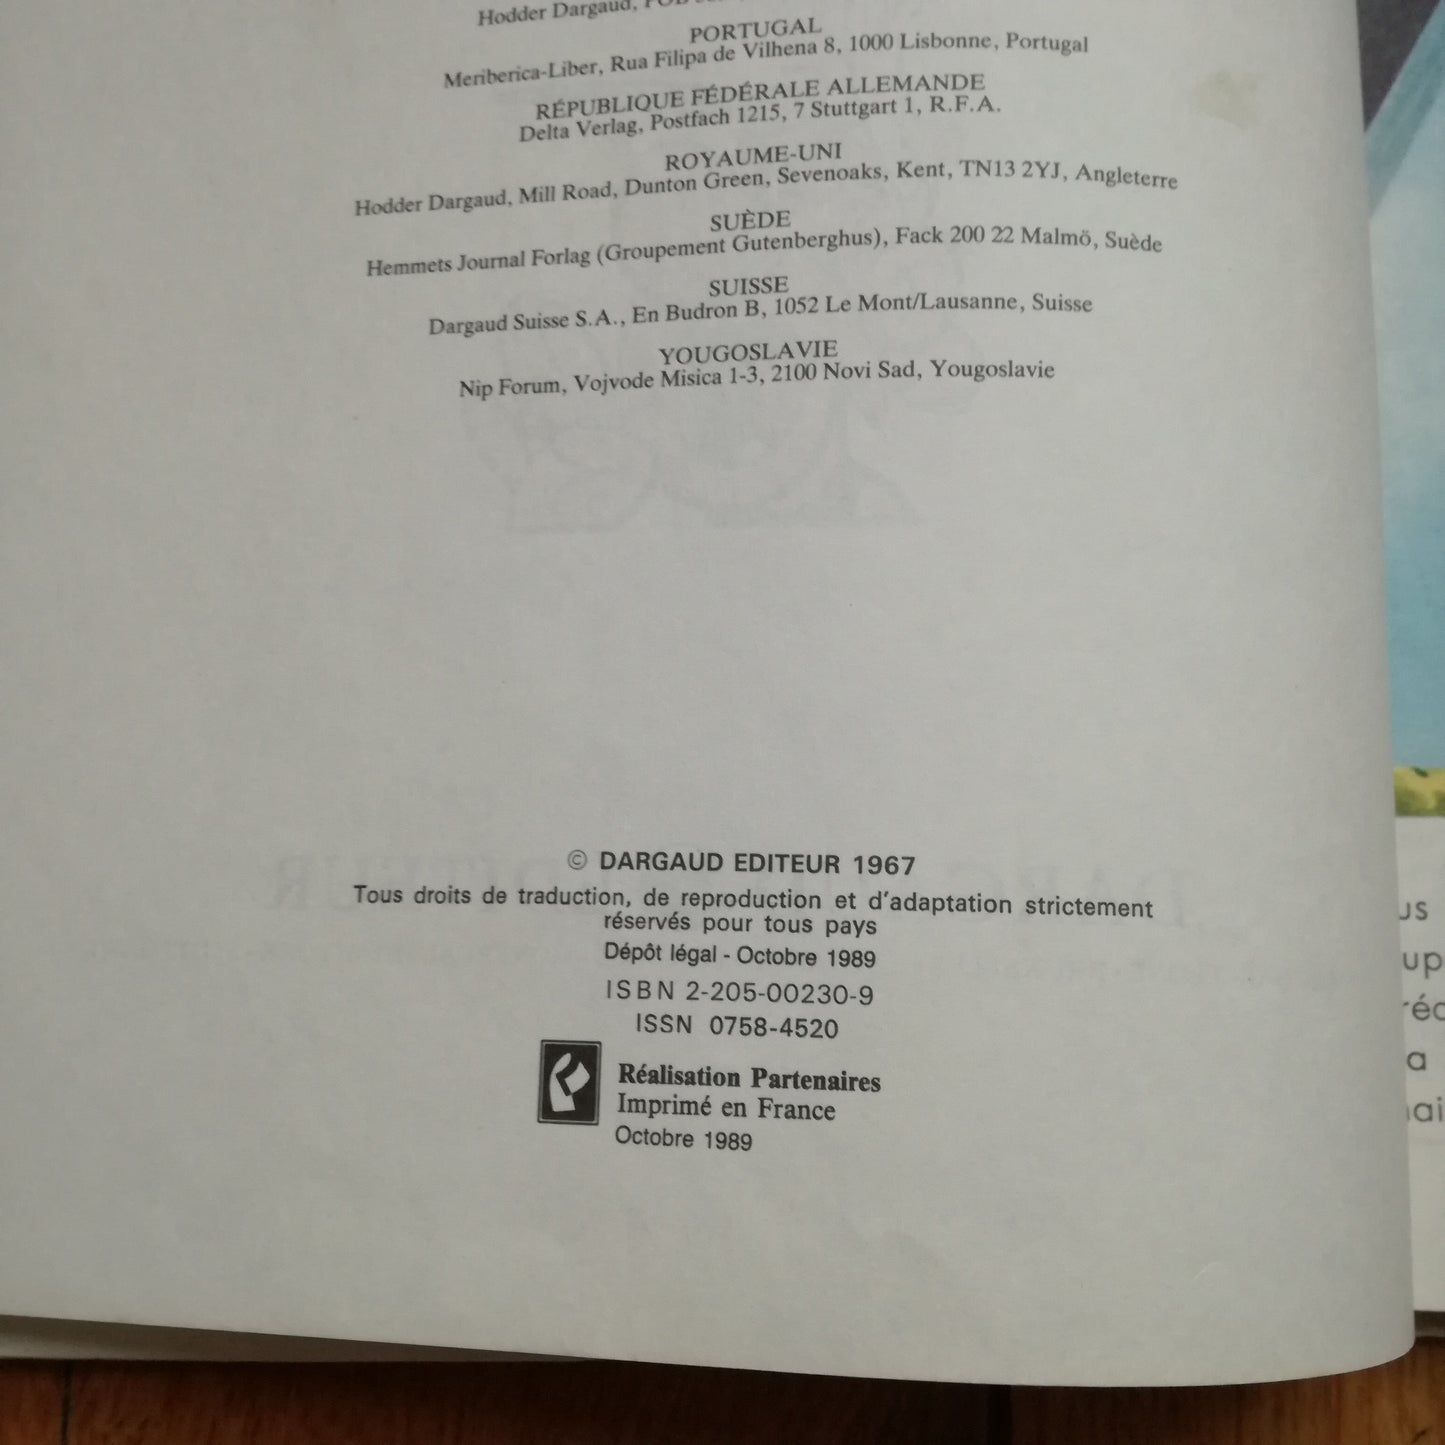 Hodder Dargaud,
PORTUGAL
Meriberica-Liber, Rua Filipa de Vilhena 8, 1000 Lisbonne, Portugal
RÉPUBLIQUE FÉDÉRALE ALLEMANDE
Delta Verlag, Postfach 1215, 7 Stuttgart 1, R.F.A.
ROYAUME-UNI
Hodder Dargaud, Mill Road, Dunton Green, Sevenoaks, Kent, TN13 2YJ, Angleterre
SUÈDE
Hemmets Journal Forlag (Groupement Gutenberghus), Fack 200 22 Malmö, Suède
SUISSE
Dargaud Suisse S.A., En Budron B, 1052 Le Mont/Lausanne, Suisse
YOUGOSLAVIE
Nip Forum, Vojvode Misica 1-3, 2100 Novi Sad, Yougoslavie
© DARGAUD EDITEUR 1967
Tous droits de traduction, de reproduction et d'adaptation strictement
réservés pour tous pays
Dépôt légal - Octobre 1989
ISBN 2-205-00230-9
ISSN 0758-4520
Réalisation Partenaires
Imprimé en France
Octobre 1989